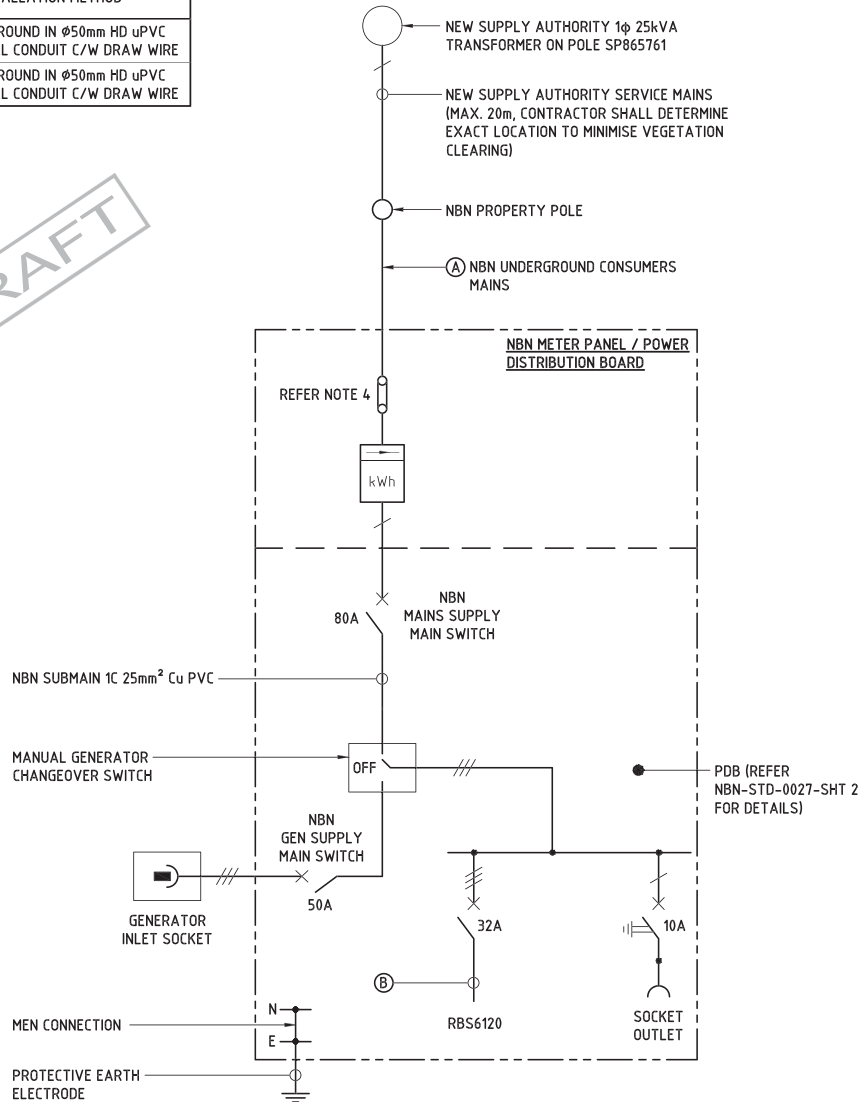 ROUND IN Ø50mm HD uPVC
L CONDUIT C/W DRAW WIRE
ROUND IN Ø50mm HD uPVC
L CONDUIT C/W DRAW WIRE
NEW SUPPLY AUTHORITY 1ϕ 25kVA
TRANSFORMER ON POLE SP865761
NEW SUPPLY AUTHORITY SERVICE MAINS
(MAX. 20m, CONTRACTOR SHALL DETERMINE
EXACT LOCATION TO MINIMISE VEGETATION
CLEARING)
RAFT
NBN PROPERTY POLE
A NBN UNDERGROUND CONSUMERS
MAINS
NBN METER PANEL / POWER
DISTRIBUTION BOARD
REFER NOTE 4
kWh
80A
NBN
MAINS SUPPLY
MAIN SWITCH
NBN SUBMAIN 1C 25mm² Cu PVC
MANUAL GENERATOR
CHANGEOVER SWITCH
OFF
PDB (REFER
NBN-STD-0027-SHT 2
FOR DETAILS)
NBN
GEN SUPPLY
MAIN SWITCH
50A
GENERATOR
INLET SOCKET
32A
10A
B
RBS6120
SOCKET
OUTLET
N
MEN CONNECTION
E
PROTECTIVE EARTH
ELECTRODE